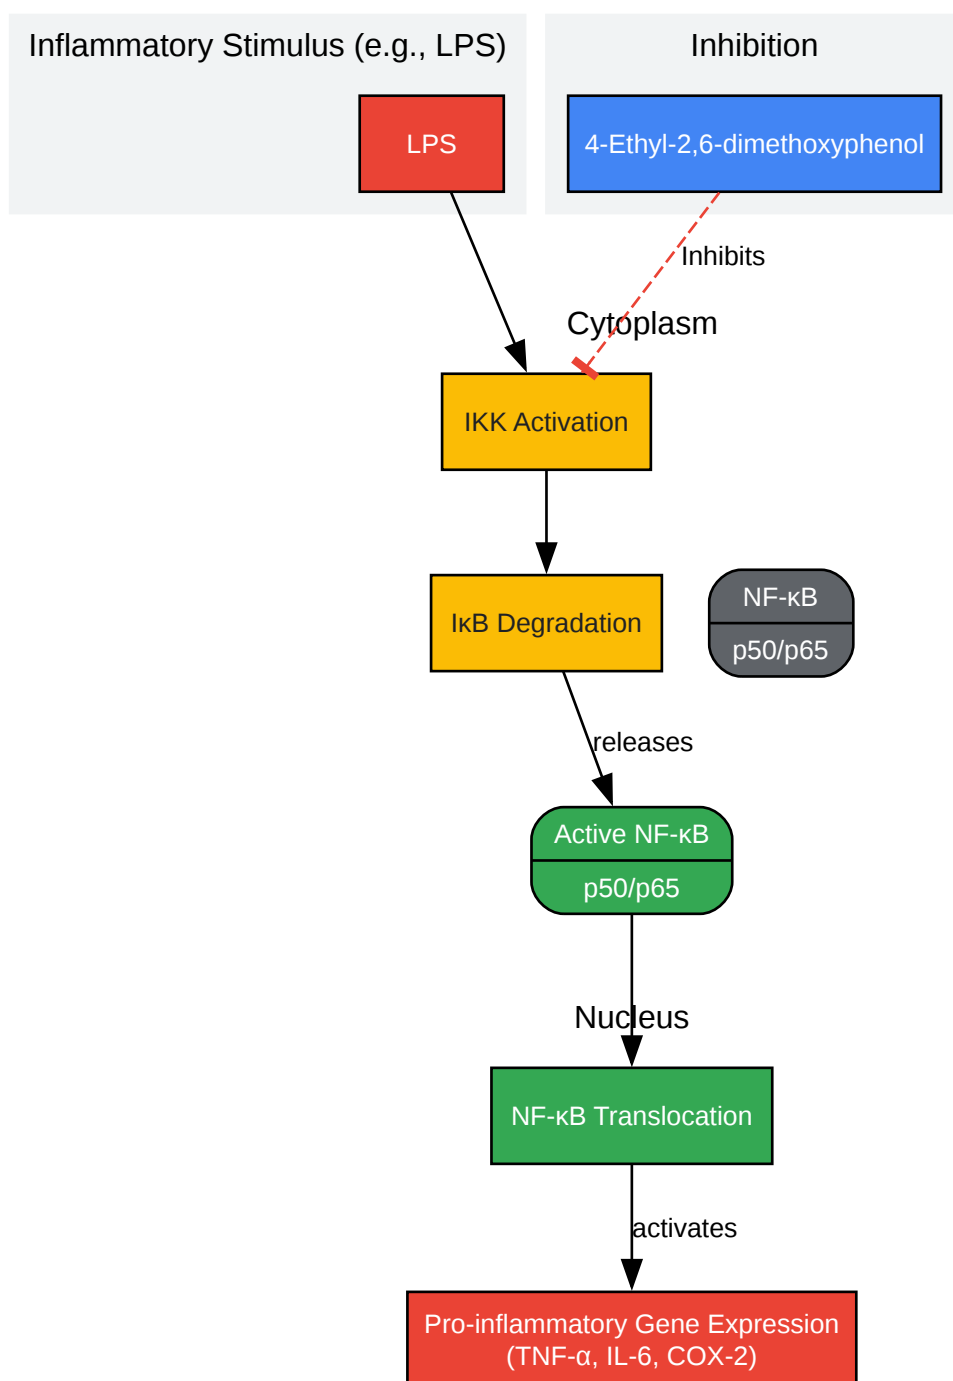 Inflammatory Stimulus (e.g., LPS)
Inhibition
LPS
4-Ethyl-2,6-dimethoxyphenol
Inhibits
Cytoplasm
IKK Activation
IκB Degradation
NF-κB
p50/p65
releases
Active NF-κB
p50/p65
Nucleus
NF-κB Translocation
activates
Pro-inflammatory Gene Expression
(TNF-α, IL-6, COX-2)